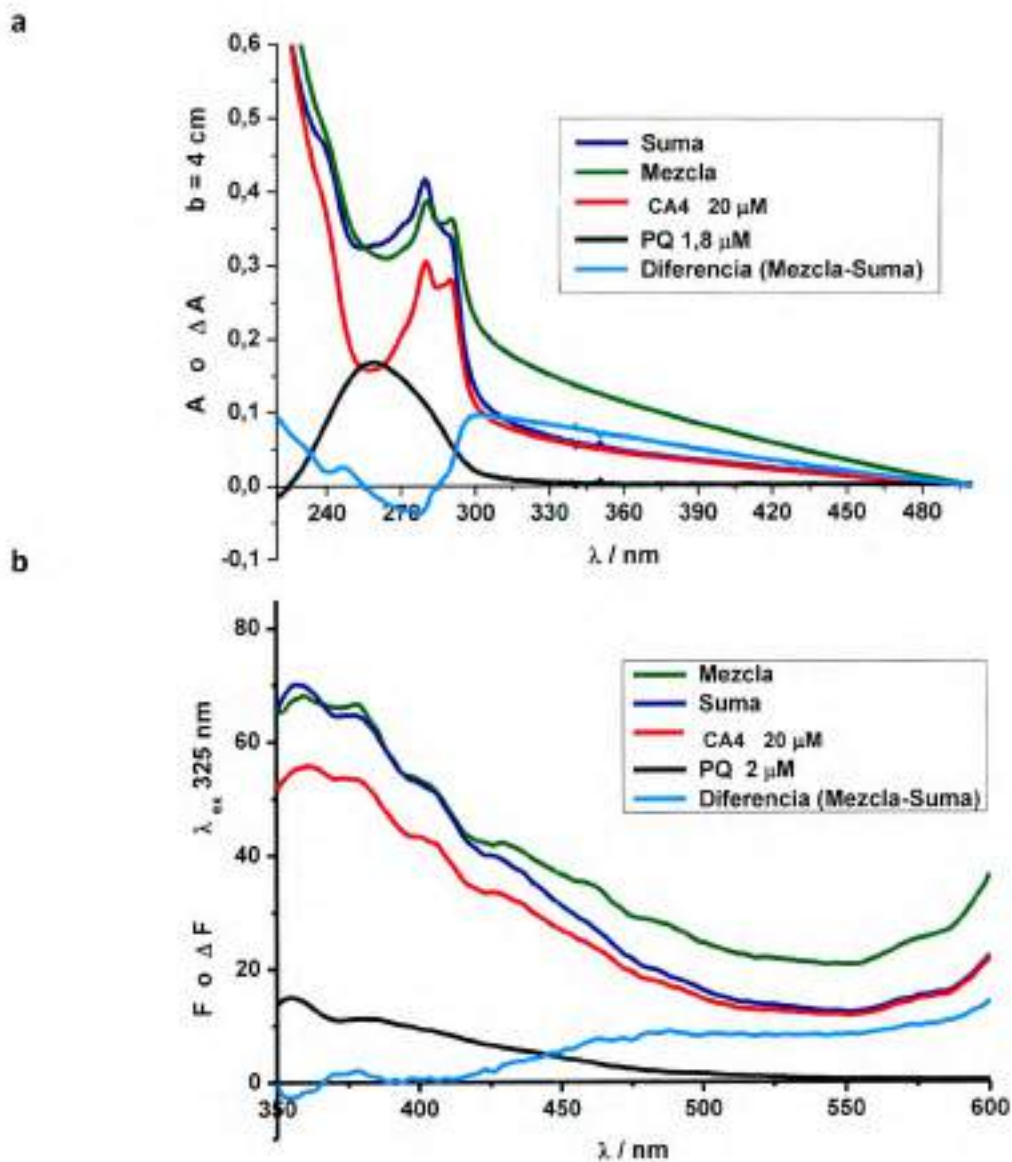 a
0,6
0,5
0,4
0,3
0,2
0,1
0,0
-0,1
A o Δ A b = 4 cm
Suma
Mezcla
CA4 20 μM
PQ 1,8 μM
Diferencia (Mezcla-Suma)
240 270 300 330 360 390 420 450 480
λ / nm
b
80
60
40
20
0
F o Δ F λ ex 325 nm
Mezcla
Suma
CA4 20 μM
PQ 2 μM
Diferencia (Mezcla-Suma)
350 400 450 500 550 600
λ / nm